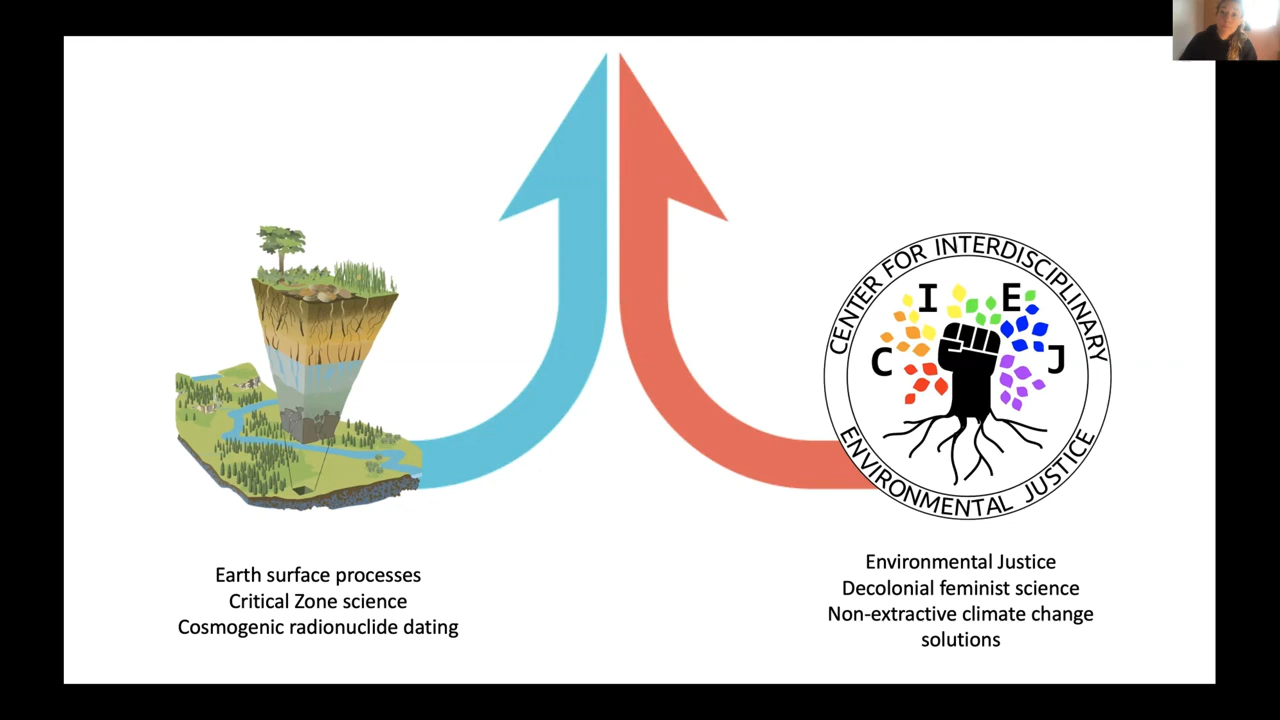 CENTER FOR INTERDISCIPLINARY
C I E J
ENVIRONMENTAL JUSTICE
Earth surface processes
Critical Zone science
Cosmogenic radionuclide dating
Environmental Justice
Decolonial feminist science
Non-extractive climate change
solutions